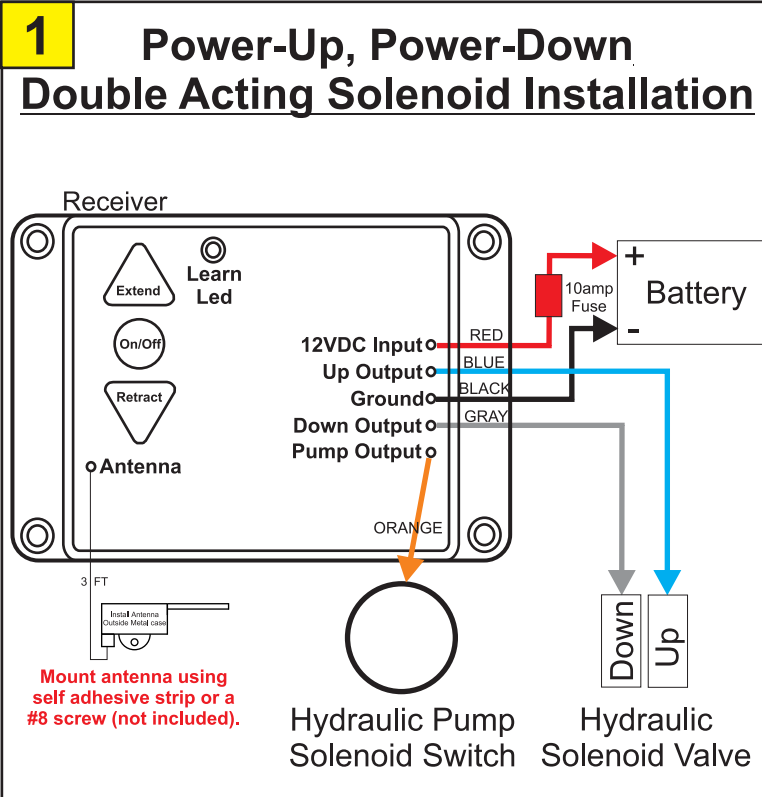 1
Power-Up, Power-Down
Double Acting Solenoid Installation
Receiver
Extend
Learn
Led
On/Off
Retract
Antenna
12VDC Input
Up Output
Ground
Down Output
Pump Output
RED
BLUE
BLACK
GRAY
ORANGE
10amp
Fuse
+
Battery
-
3 FT
Install Antenna
Outside Metal case
Mount antenna using
self adhesive strip or a
#8 screw (not included).
Hydraulic Pump
Solenoid Switch
Down
Up
Hydraulic
Solenoid Valve